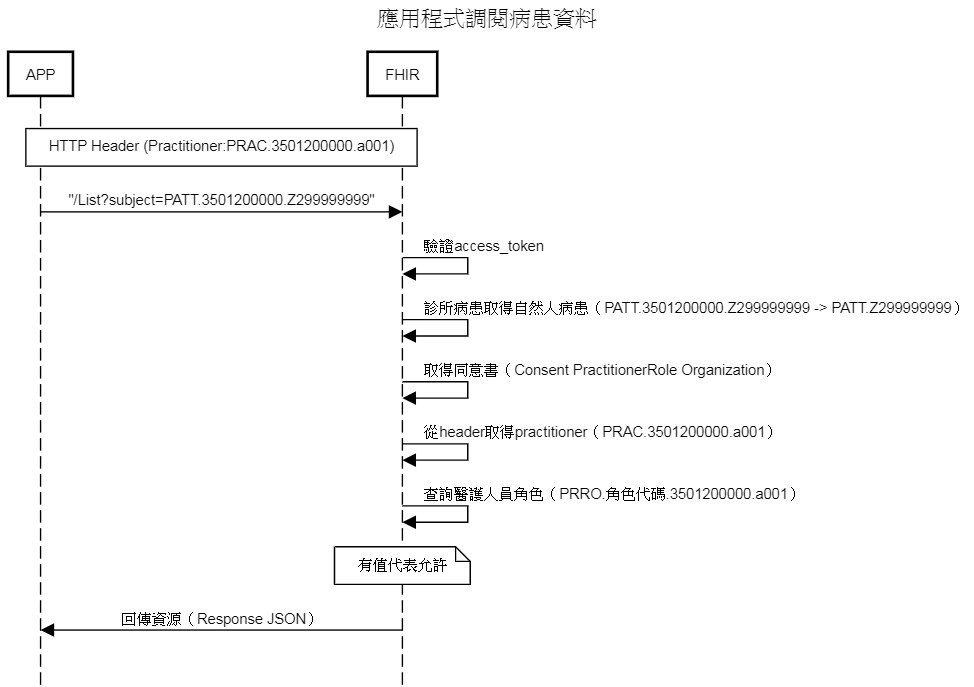 應用程式調閱病患資料
APP
FHIR
HTTP Header (Practitioner:PRAC.3501200000.a001)
"/List?subject=PATT.3501200000.Z299999999"
驗證access_token
診所病患取得自然人病患（PATT.3501200000.Z299999999 -> PATT.Z299999999）
取得同意書（Consent PractitionerRole Organization）
從header取得practitioner（PRAC.3501200000.a001）
查詢醫護人員角色（PRRO.角色代碼.3501200000.a001）
有值代表允許
回傳資源（Response JSON）